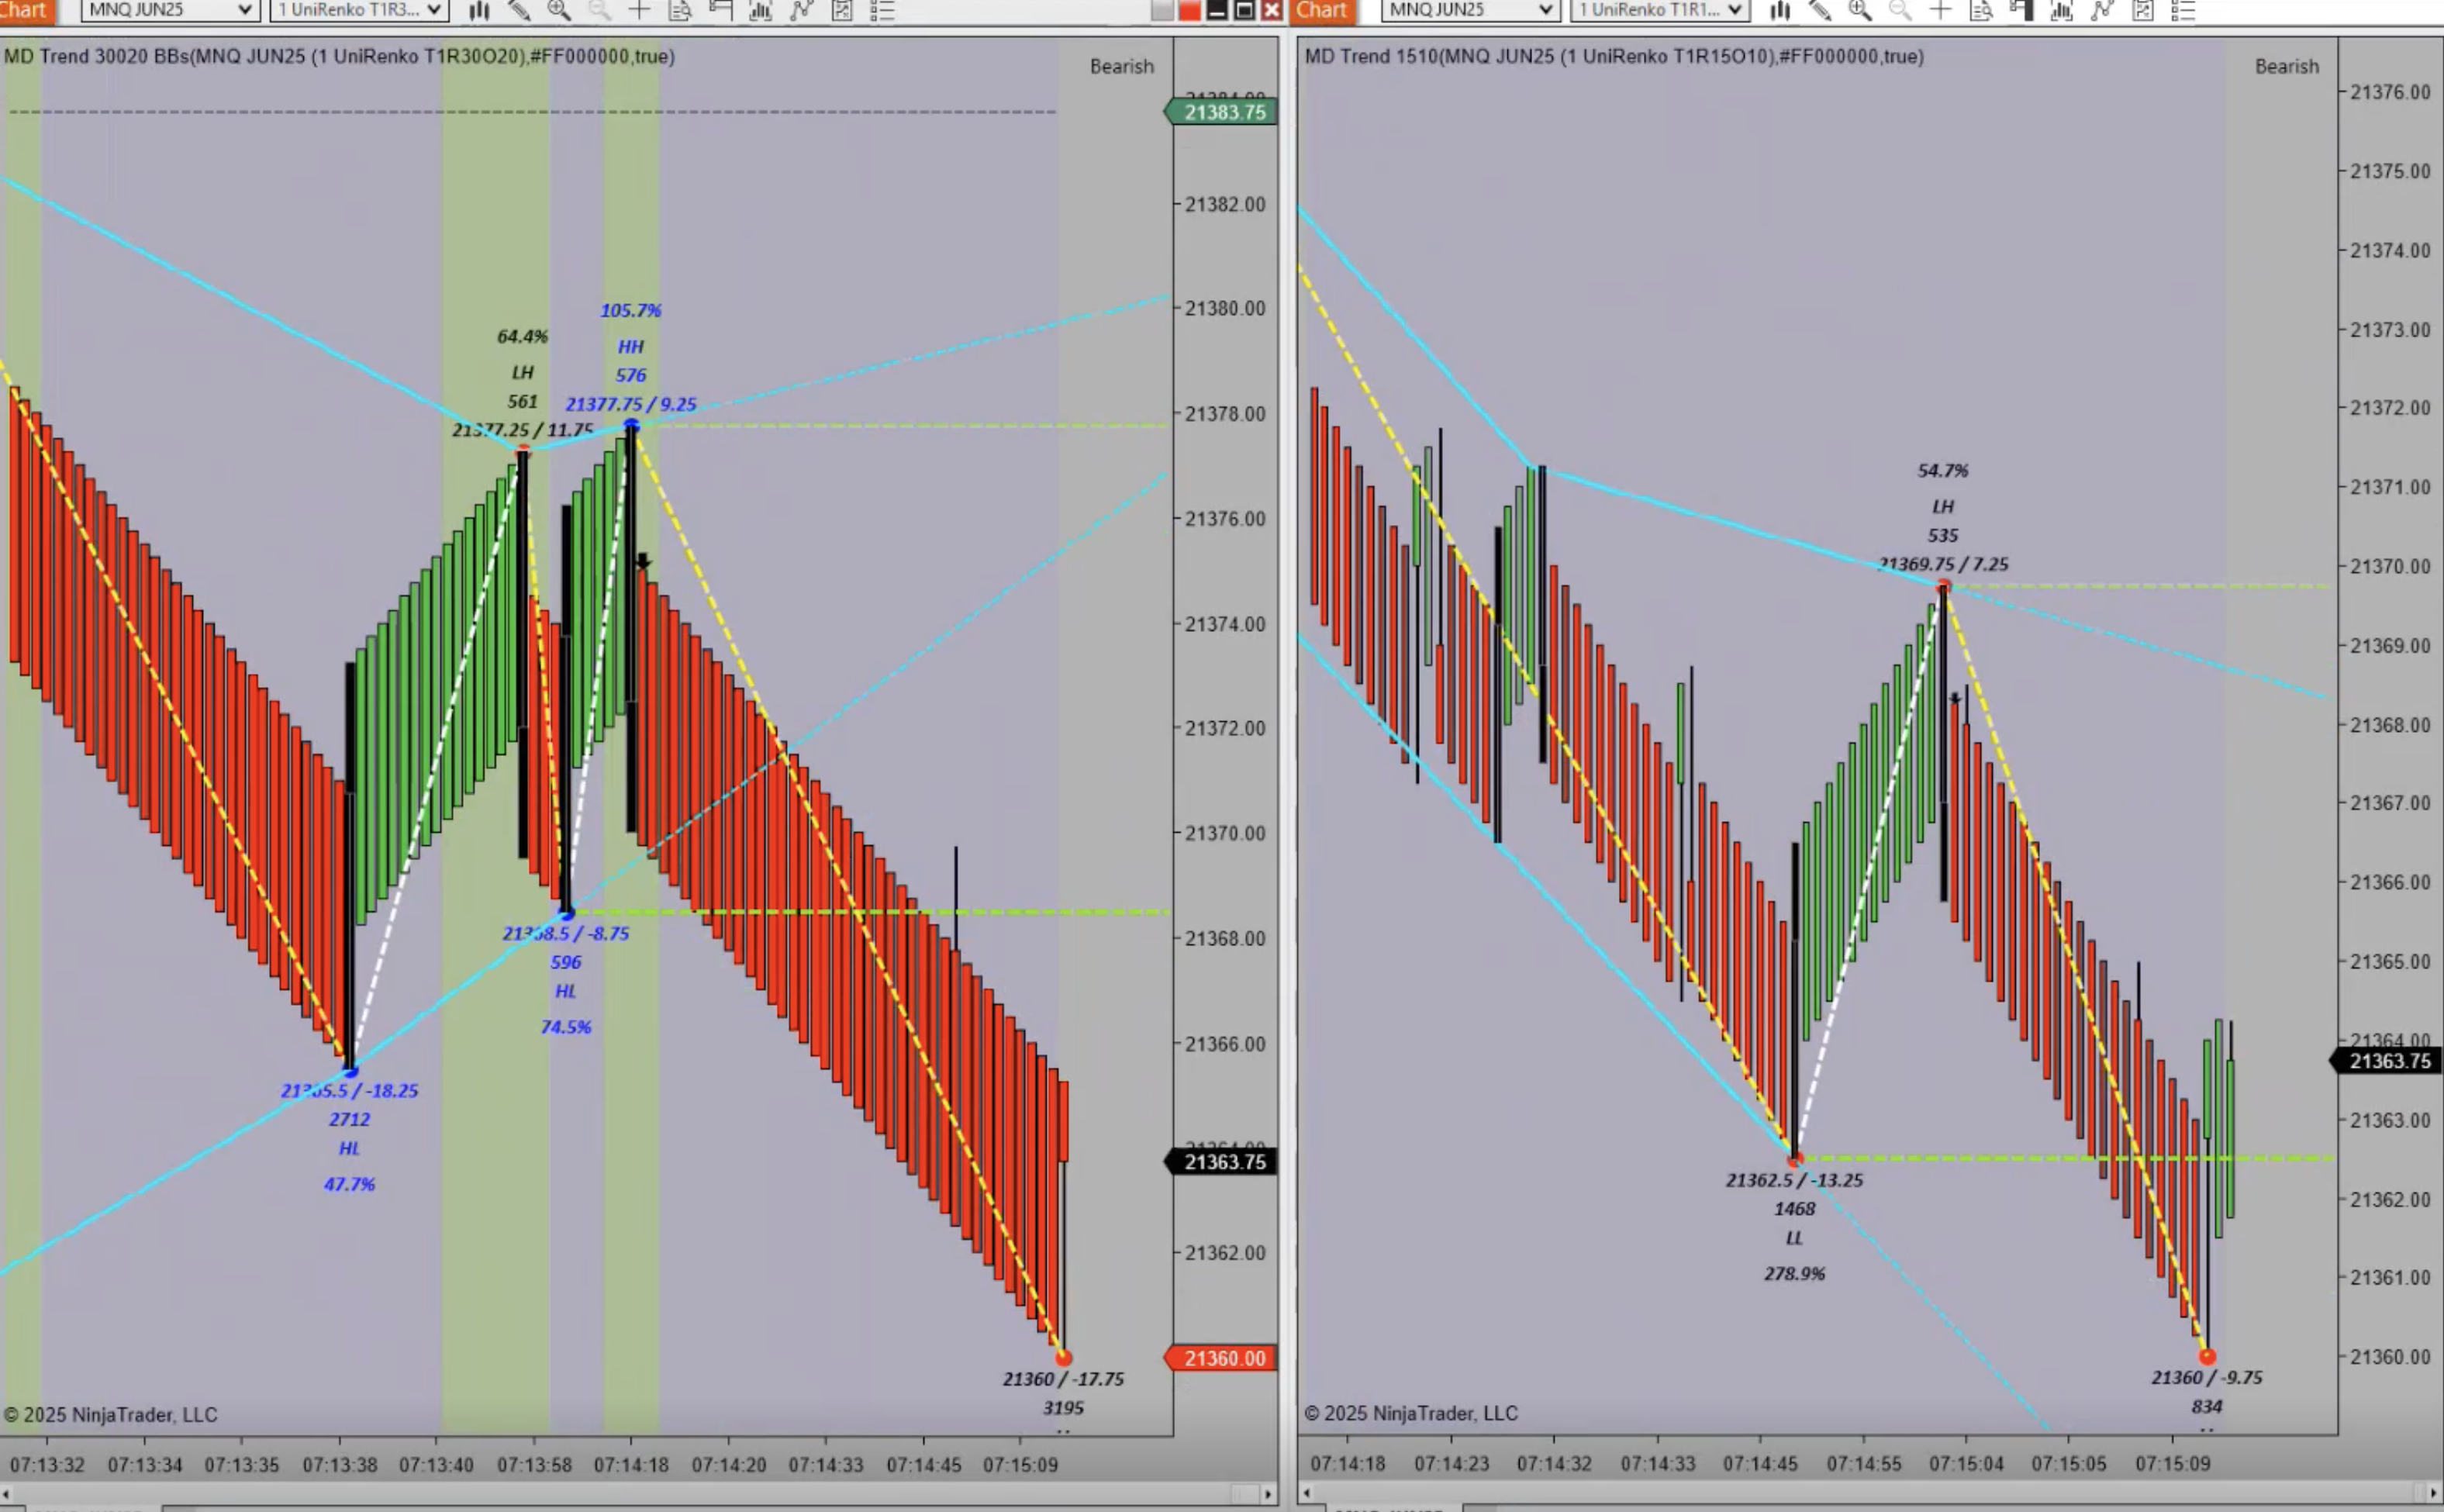 Chart MNQ JUN25 1 UniRenko T1R3...
MD Trend 30020 BBs(MNQ JUN25 (1 UniRenko T1R30O20),#FF000000,true)
Bearish
21383.75
21382.00
21380.00
21378.00
21376.00
21374.00
21372.00
21370.00
21368.00
21366.00
21364.00
21363.75
21362.00
21360.00
64.4%
LH
561
21377.25 / 11.75
105.7%
HH
576
21377.75 / 9.25
21368.5 / -8.75
596
HL
74.5%
21365.5 / -18.25
2712
HL
47.7%
21360 / -17.75
3195
© 2025 NinjaTrader, LLC
07:13:32 07:13:34 07:13:35 07:13:38 07:13:40 07:13:58 07:14:18 07:14:20 07:14:33 07:14:45 07:15:09
Chart MNQ JUN25 1 UniRenko T1R1...
MD Trend 1510(MNQ JUN25 (1 UniRenko T1R15O10),#FF000000,true)
Bearish
21376.00
21375.00
21374.00
21373.00
21372.00
21371.00
21370.00
21369.00
21368.00
21367.00
21366.00
21365.00
21364.00
21363.75
21363.00
21362.00
21361.00
21360.00
54.7%
LH
535
21369.75 / 7.25
21362.5 / -13.25
1468
LL
278.9%
21360 / -9.75
834
© 2025 NinjaTrader, LLC
07:14:18 07:14:23 07:14:32 07:14:33 07:14:45 07:14:55 07:15:04 07:15:05 07:15:09